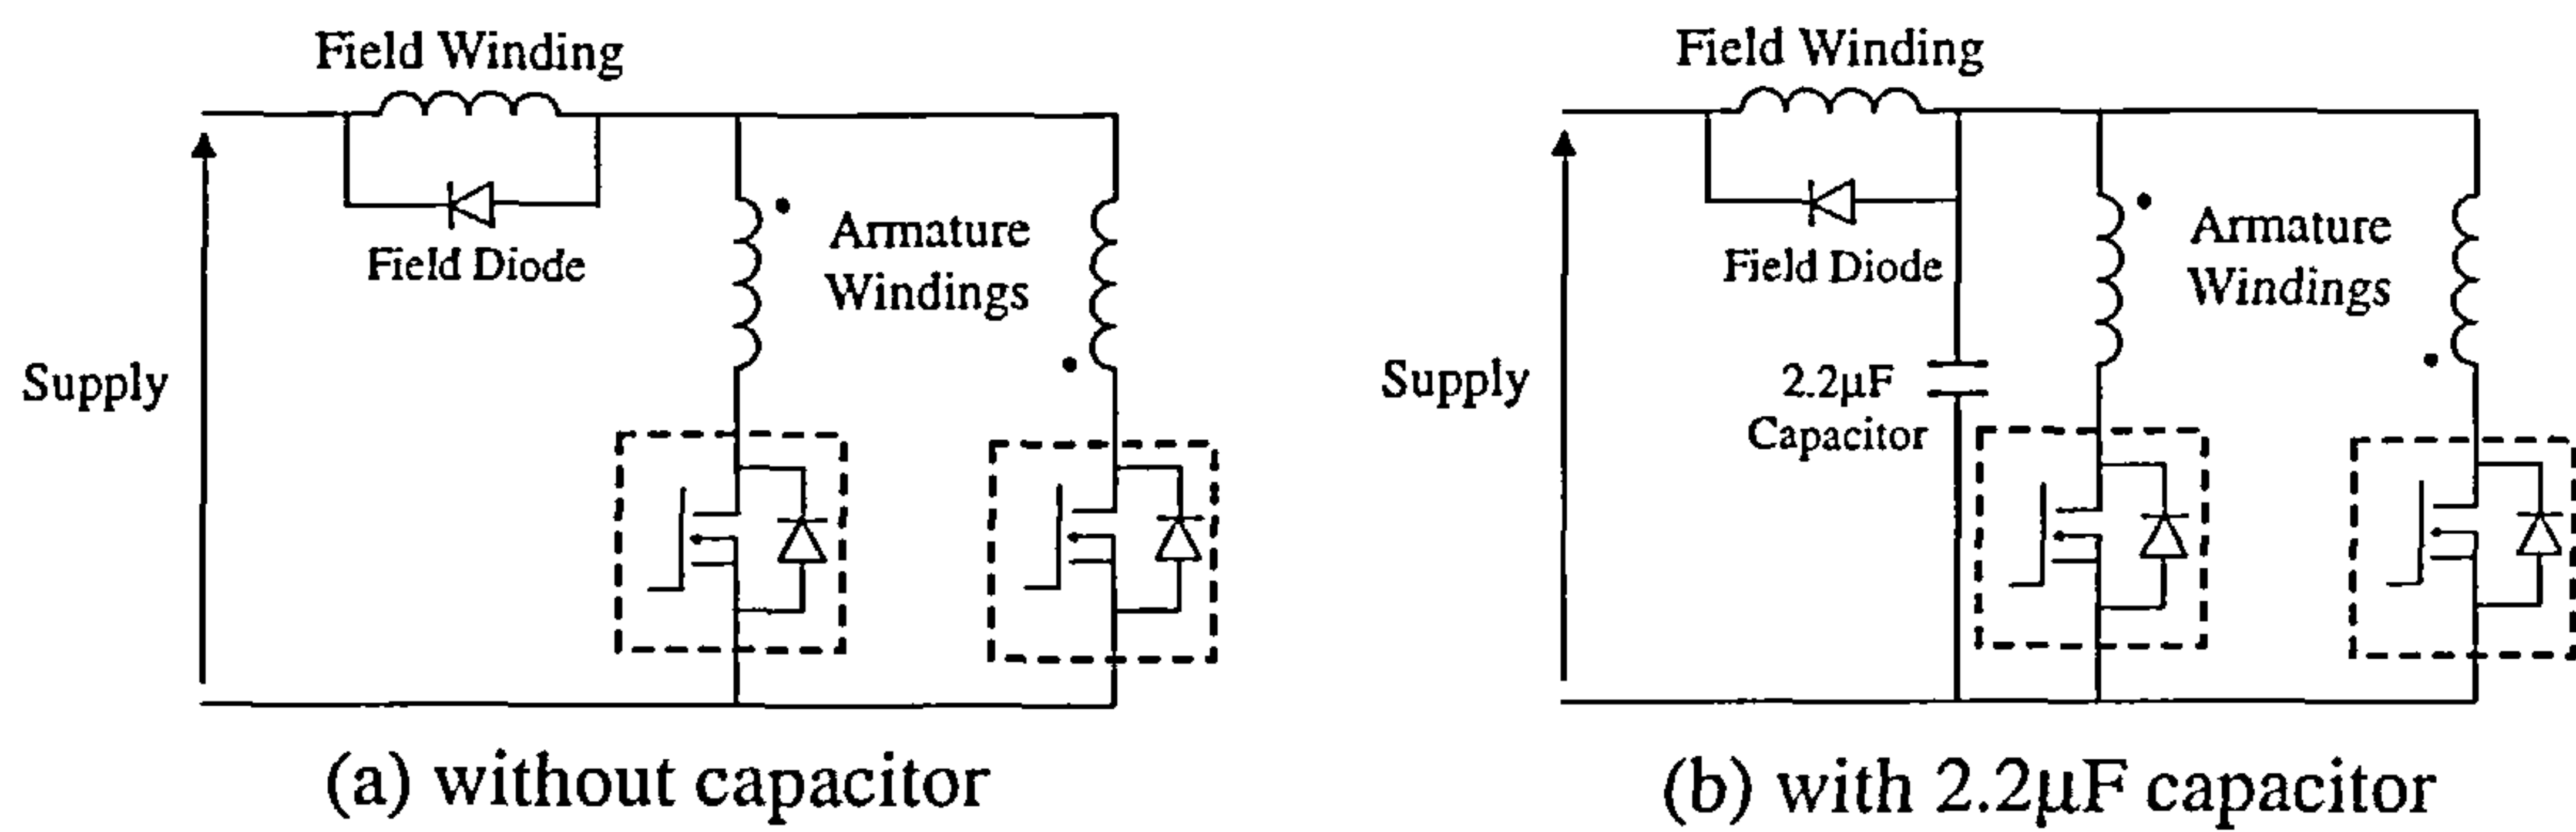 Field Winding
Field Diode
Armature
Windings
Supply
(a) without capacitor
Field Winding
Field Diode
Armature
Windings
Supply
2.2μF
Capacitor
(b) with 2.2μF capacitor